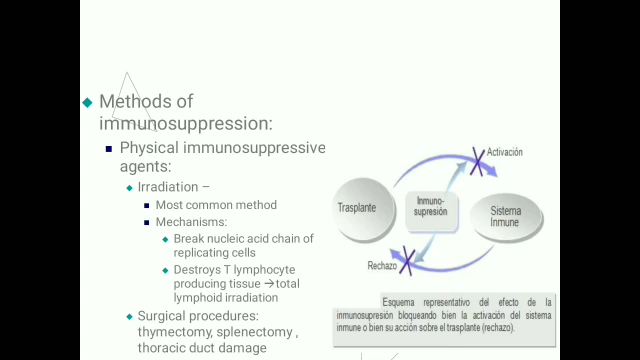 Methods of
immunosuppression:
Physical immunosuppressive
agents:
Irradiation –
Most common method
Mechanisms:
Break nucleic acid chain of
replicating cells
Destroys T lymphocyte
producing tissue →total
lymphoid irradiation
Surgical procedures:
thymectomy, splenectomy ,
thoracic duct damage
Activación
Trasplante
Inmuno-
supresión
Sistema
Inmune
Rechazo
Esquema representativo del efecto de la
inmunosupresión bloqueando bien la activación del sistema
inmune o bien su acción sobre el trasplante (rechazo).